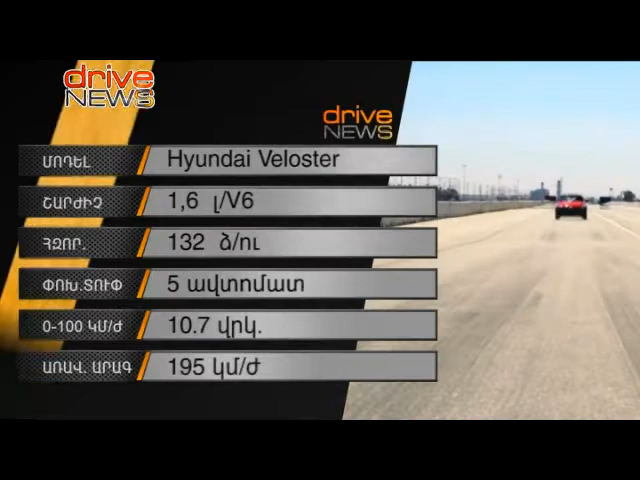 drive
NEWS
drive
NEWS
ՄՈԴԵԼ Hyundai Veloster
ՇԱՐԺԻՉ 1,6 լ/V6
ՀԶՈՐ. 132 ձ/ու
ՓՈԽ.ՏՈՒՓ 5 ավտոմատ
0-100 ԿՄ/Ժ 10.7 վրկ.
ԱՌԱՎ. ԱՐԱԳ 195 կմ/ժ